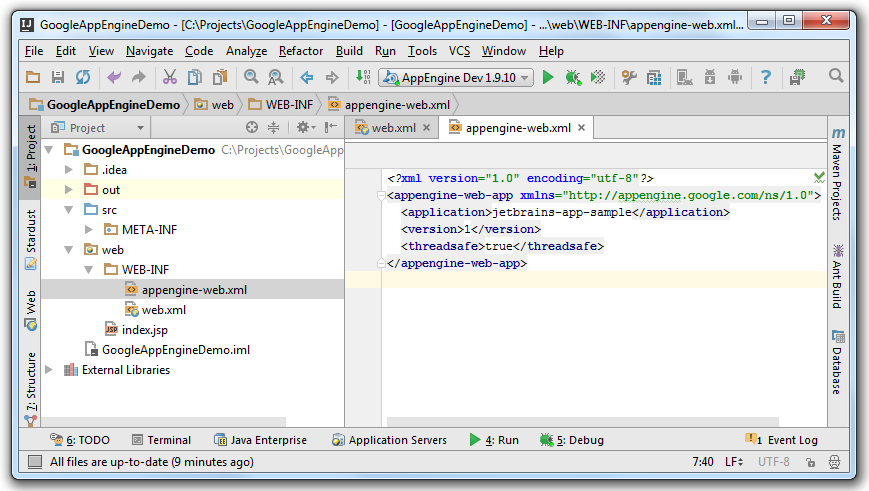 GoogleAppEngineDemo - [C:\Projects\GoogleAppEngineDemo] - [GoogleAppEngineDemo] - ...\web\WEB-INF\appengine-web.xml...
File Edit View Navigate Code Analyze Refactor Build Run Tools VCS Window Help
AppEngine Dev 1.9.10
GoogleAppEngineDemo web WEB-INF appengine-web.xml
1: Project
Stardust
Web
7: Structure
Project
GoogleAppEngineDemo C:\Projects\GoogleApp
.idea
out
src
META-INF
web
WEB-INF
appengine-web.xml
web.xml
JSP index.jsp
GoogleAppEngineDemo.iml
External Libraries
web.xml appengine-web.xml
<?xml version="1.0" encoding="utf-8"?>
<appengine-web-app xmlns="http://appengine.google.com/ns/1.0">
<application>jetbrains-app-sample</application>
<version>1</version>
<threadsafe>true</threadsafe>
</appengine-web-app>
m Maven Projects
Ant Build
Database
6: TODO Terminal Java Enterprise Application Servers 4: Run 5: Debug 1 Event Log
All files are up-to-date (9 minutes ago) 7:40 LF UTF-8